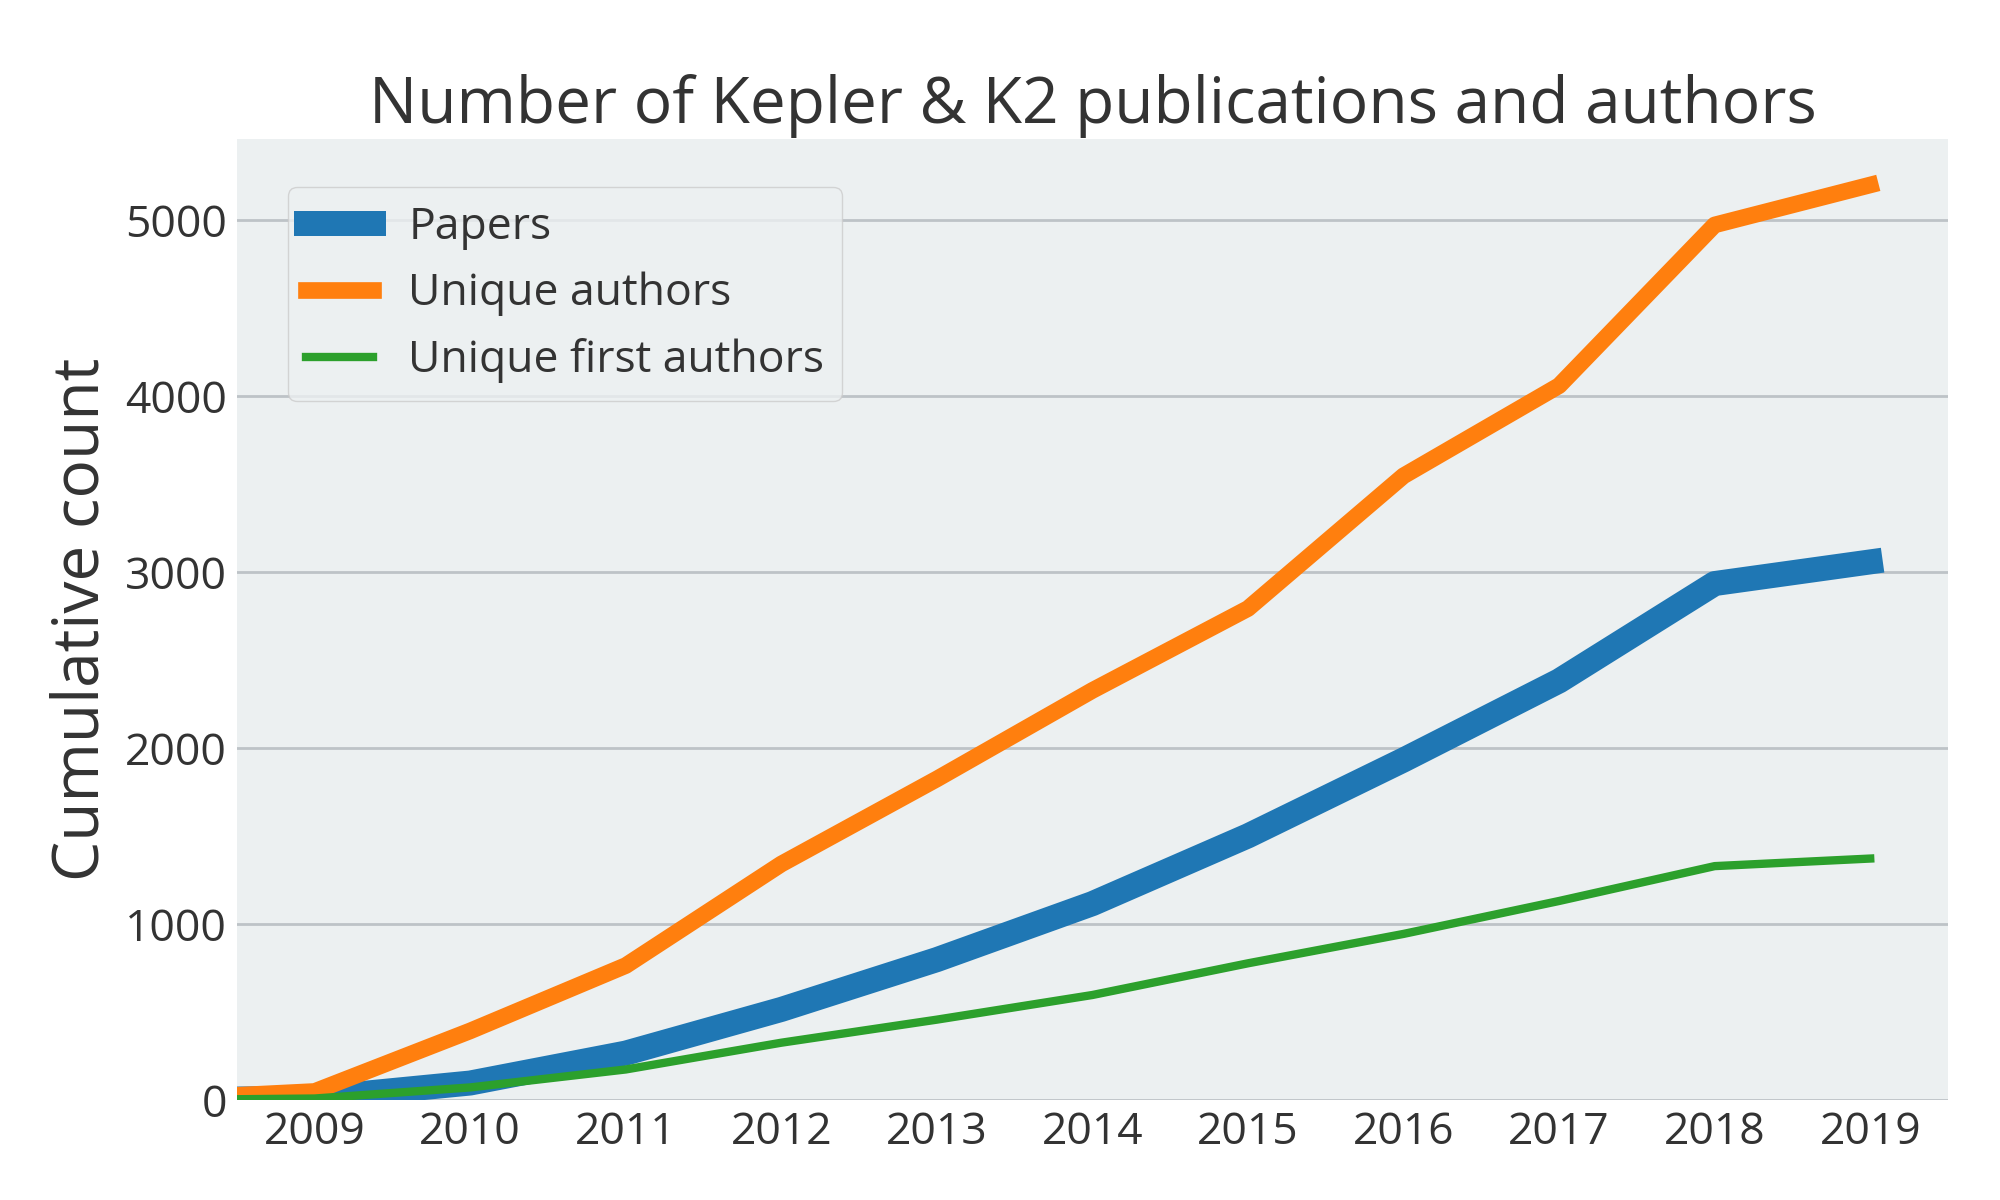 Number of Kepler & K2 publications and authors
Papers
Unique authors
Unique first authors
Cumulative count
5000
4000
3000
2000
1000
0
2009 2010 2011 2012 2013 2014 2015 2016 2017 2018 2019